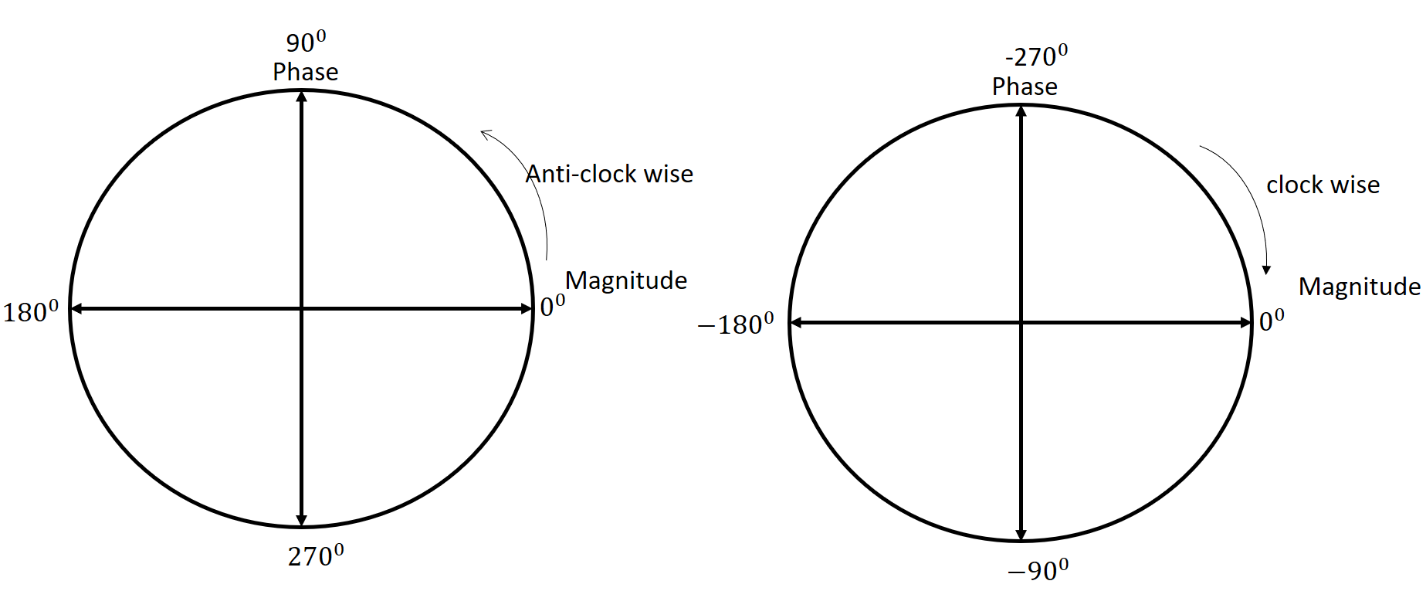 90⁰
Phase
Anti-clock wise
Magnitude
180⁰
0⁰
270⁰
-270⁰
Phase
clock wise
Magnitude
−180⁰
0⁰
−90⁰